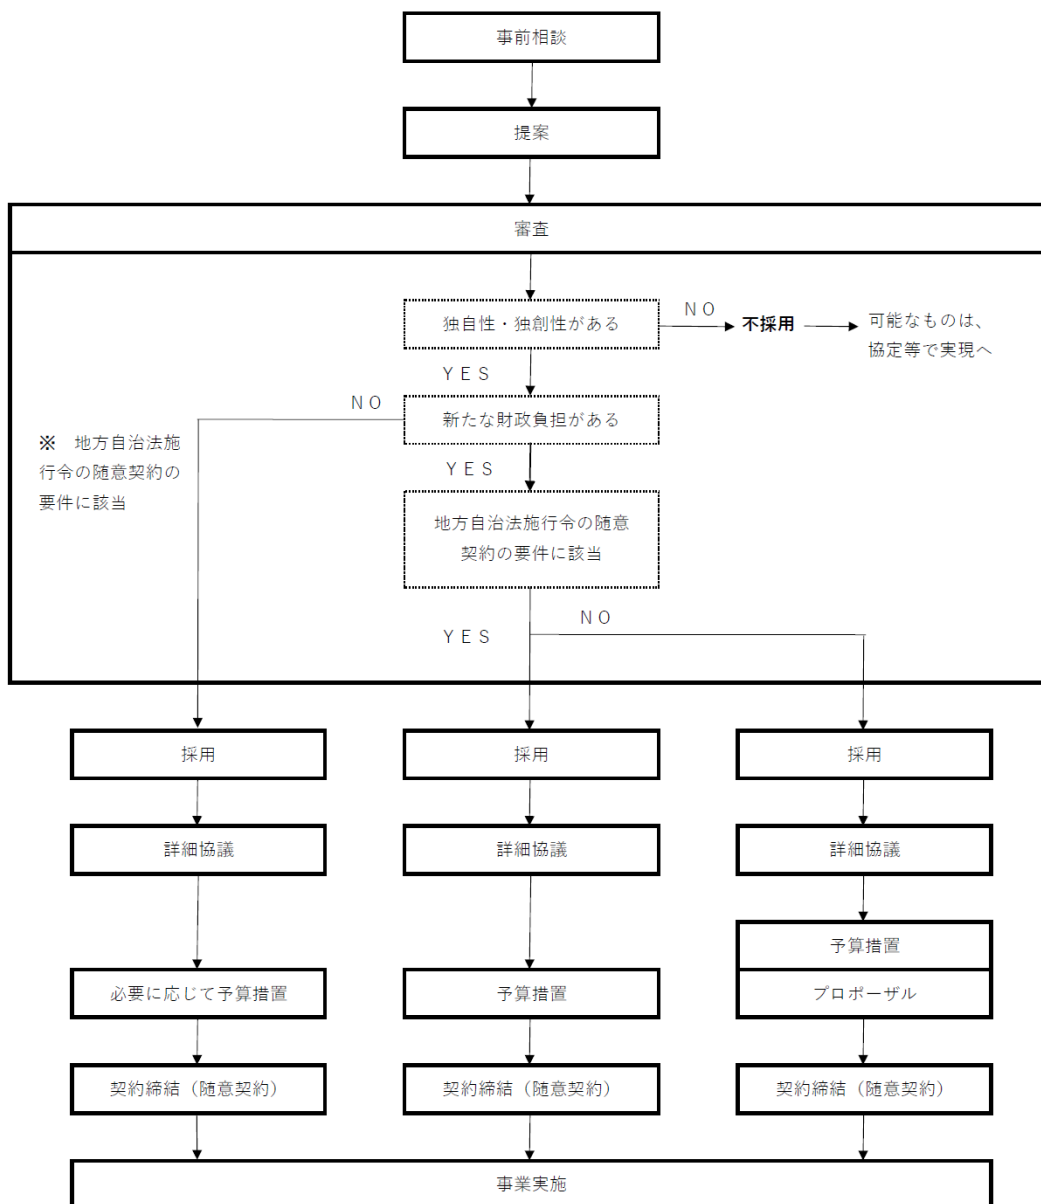 事前相談
提案
審査
独自性・独創性がある
ＮＯ
不採用
可能なものは、
協定等で実現へ
ＹＥＳ
ＮＯ
新たな財政負担がある
※　地方自治法施
行令の随意契約の
要件に該当
ＹＥＳ
地方自治法施行令の随意
契約の要件に該当
ＹＥＳ
ＮＯ
採用
採用
採用
詳細協議
詳細協議
詳細協議
予算措置
必要に応じて予算措置
予算措置
プロポーザル
契約締結（随意契約）
契約締結（随意契約）
契約締結（随意契約）
事業実施